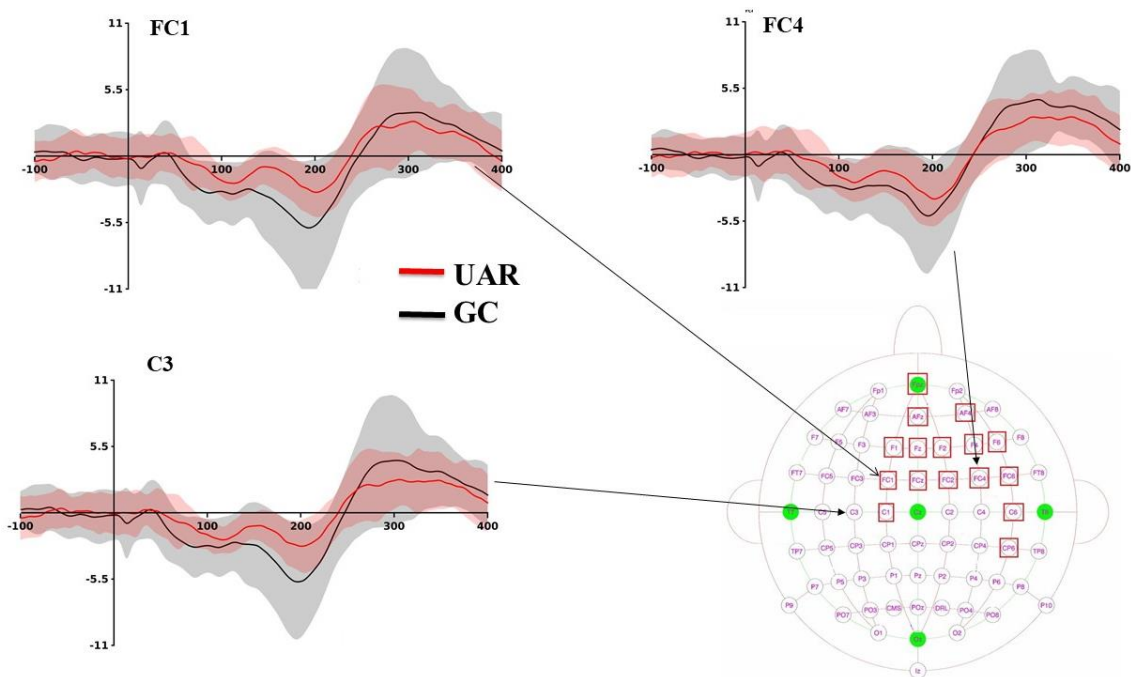 FC1
11
5.5
-5.5
-11
-100
100
200
300
400
FC4
11
5.5
-5.5
-11
-100
100
200
300
400
UAR
GC
C3
11
5.5
-5.5
-11
-100
100
200
300
400
Fp1 Fp2
AF7 AF3 AFz AF8
F7 F3 F1 Fz F2 F6 F8
FT7 FC5 FC3 FC1 FCz FC2 FC4 FC6 FT8
C3 C1 Cz C2 C4 C6
TP7 CP5 CP3 CP1 CPz CP2 CP4 CP6 TP8
P9 P7 P5 P3 P1 Pz P2 P4 P6 P8 P10
PO7 PO3 CMS POz DRL PO4 PO8
O1 O2
Iz